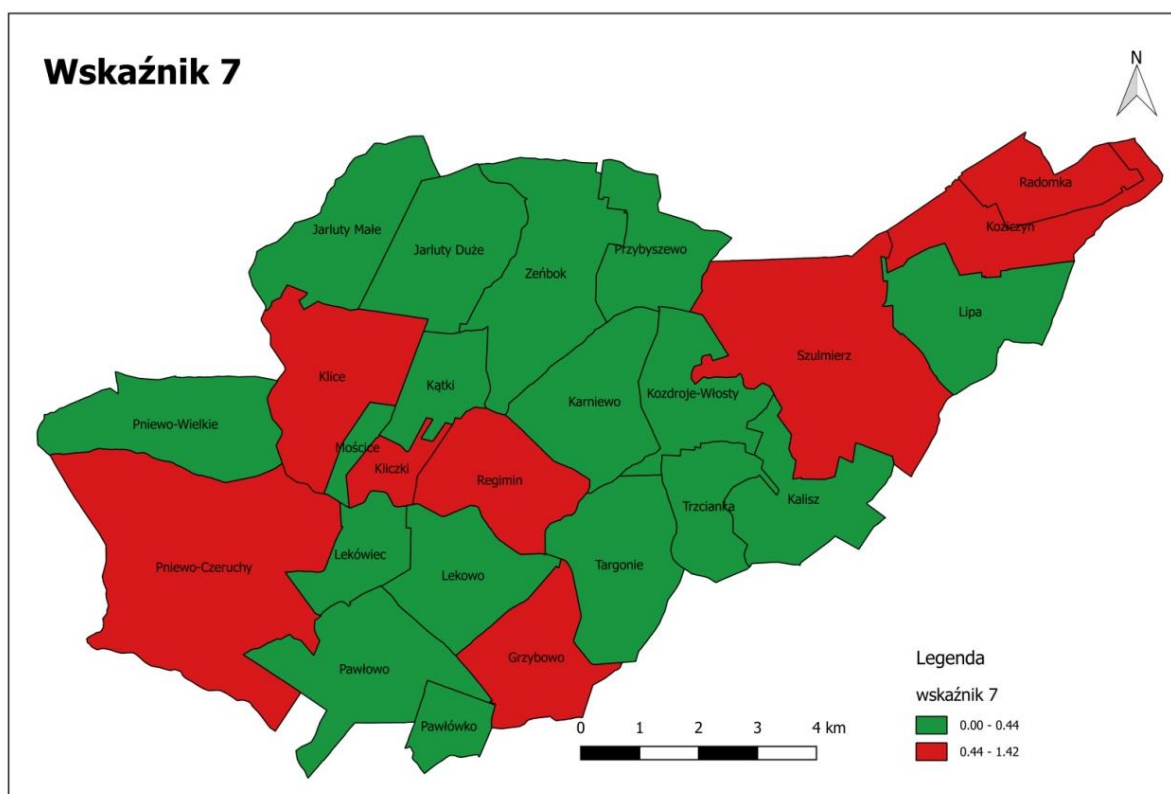 Wskaźnik 7
N
Radomka
Koziczyn
Jarluty Małe
Jarluty Duże
Przybyszewo
Zeńbok
Lipa
Szulmierz
Klice
Kątki
Kozdroje-Włosty
Karniewo
Pniewo-Wielkie
Mościce
Kliczki
Regimin
Kalisz
Trzcianka
Lekówiec
Pniewo-Czeruchy
Targonie
Lekowo
Grzybowo
Pawłowo
Pawłówko
Legenda
wskaźnik 7
0.00 - 0.44
0.44 - 1.42
0 1 2 3 4 km